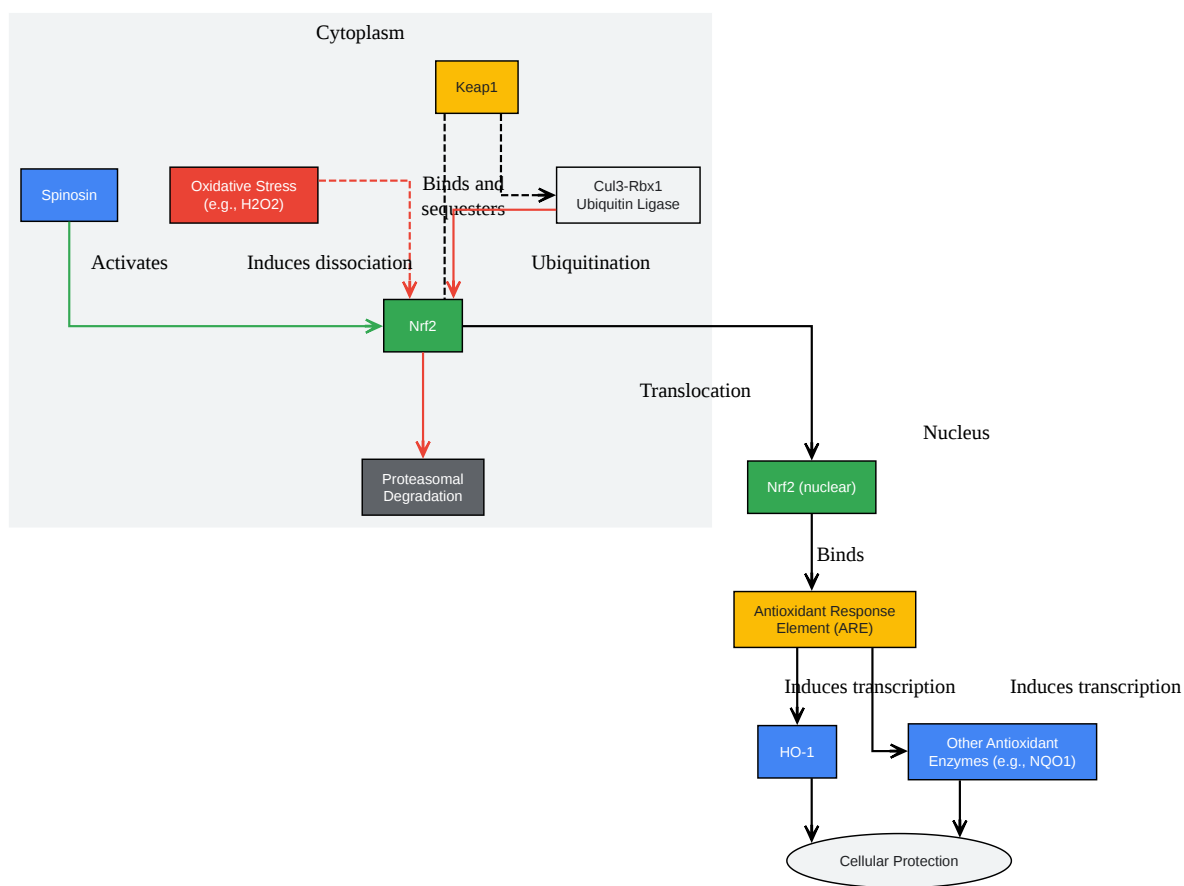 Cytoplasm
Keap1
Spinosin
Oxidative Stress
(e.g., H2O2)
Binds and
sequesters
Cul3-Rbx1
Ubiquitin Ligase
Activates
Induces dissociation
Ubiquitination
Nrf2
Translocation
Nucleus
Proteasomal
Degradation
Nrf2 (nuclear)
Binds
Antioxidant Response
Element (ARE)
Induces transcription
Induces transcription
HO-1
Other Antioxidant
Enzymes (e.g., NQO1)
Cellular Protection